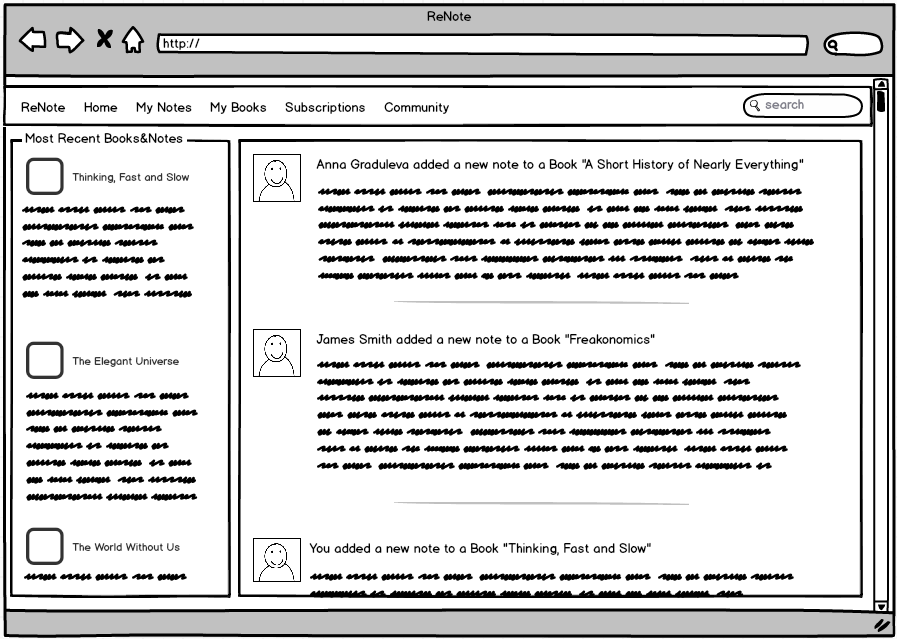 ReNote
http://
ReNote Home My Notes My Books Subscriptions Community search
Most Recent Books&Notes
Thinking, Fast and Slow
The Elegant Universe
The World Without Us
Anna Graduleva added a new note to a Book "A Short History of Nearly Everything"
James Smith added a new note to a Book "Freakonomics"
You added a new note to a Book "Thinking, Fast and Slow"